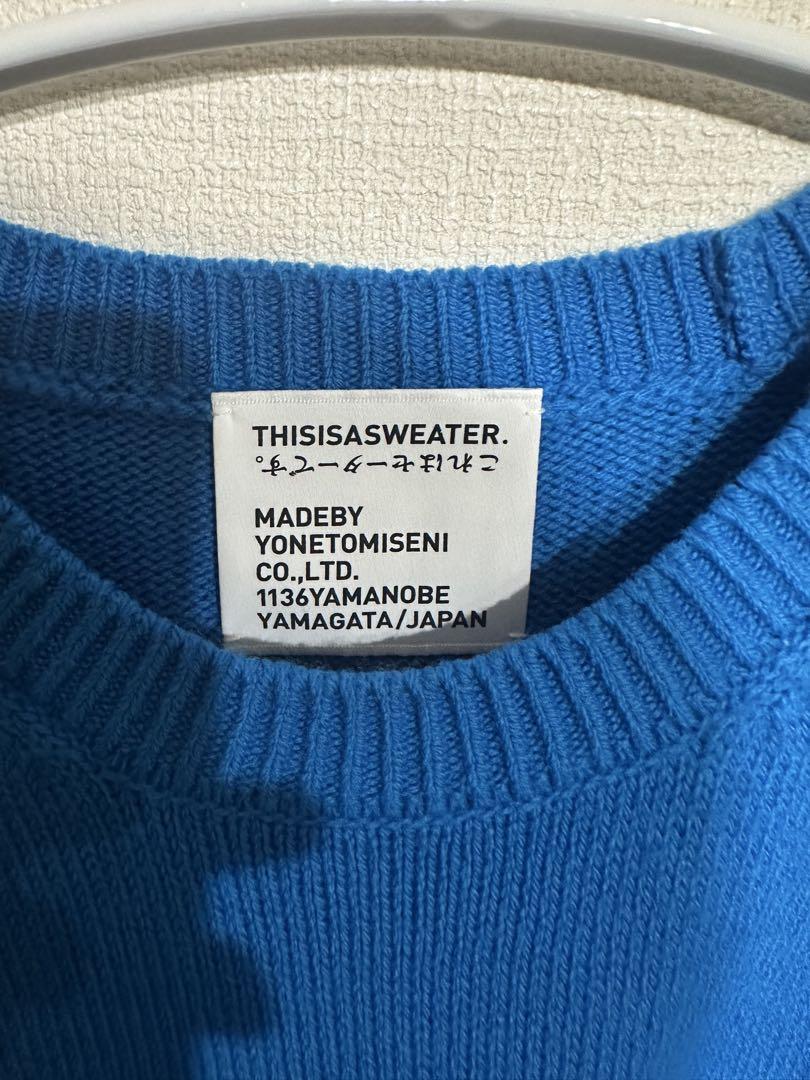 THISISASWEATER.
これはセーターです。
MADEBY
YONETOMISENI
CO.,LTD.
1136YAMANOBE
YAMAGATA/JAPAN